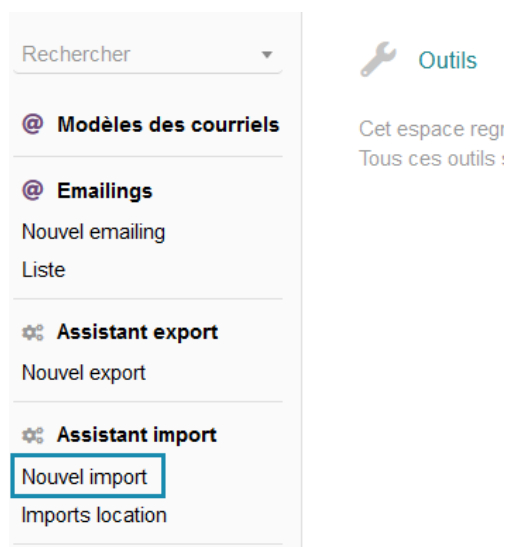 Rechercher
@ Modèles des courriels
@ Emailings
Nouvel emailing
Liste
Assistant export
Nouvel export
Assistant import
Nouvel import
Imports location
Outils
Cet espace
Tous ces outils